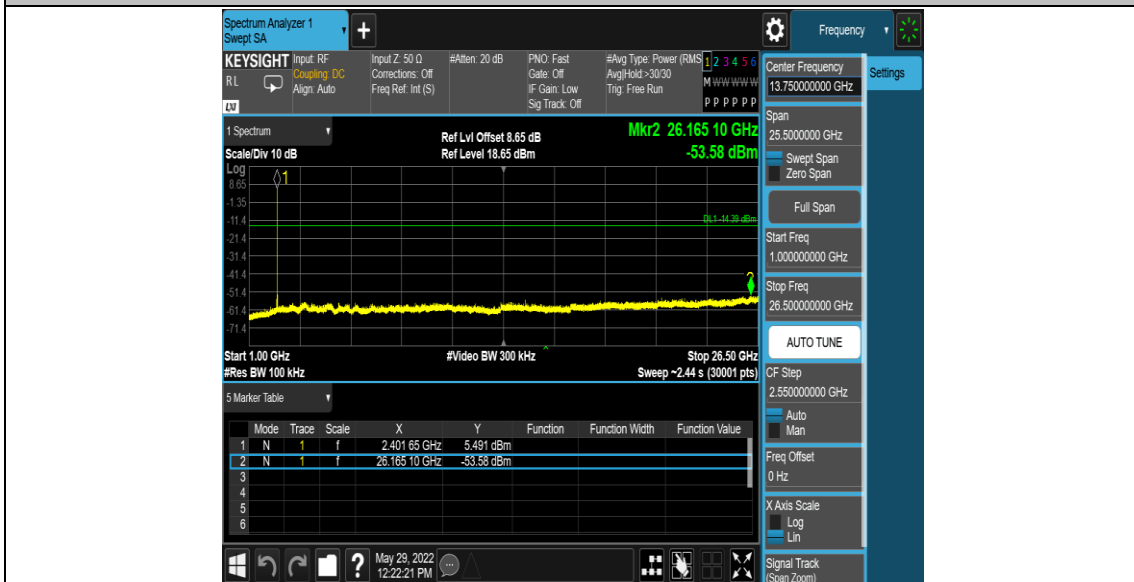 Spectrum Analyzer 1
Swept SA
+
Frequency
KEYSIGHT
RL
LXI
Input: RF
Coupling: DC
Align: Auto
Input Z: 50 Ω
Corrections: Off
Freq Ref: Int (S)
#Atten: 20 dB
PNO: Fast
Gate: Off
IF Gain: Low
Sig Track: Off
#Avg Type: Power (RMS
Avg|Hold:>30/30
Trig: Free Run
1 2 3 4 5 6
M W W W W W
P P P P P P
1 Spectrum
Scale/Div 10 dB
Ref Lvl Offset 8.65 dB
Ref Level 18.65 dBm
Mkr2 26.165 10 GHz
-53.58 dBm
Log
1
8.65
-1.35
-11.4
DL1 -14.39 dBm
-21.4
-31.4
-41.4
2
-51.4
-61.4
-71.4
Start 1.00 GHz
#Video BW 300 kHz
Stop 26.50 GHz
#Res BW 100 kHz
Sweep ~2.44 s (30001 pts)
5 Marker Table
Mode Trace Scale X Y Function Function Width Function Value
1 N 1 f 2.401 65 GHz 5.491 dBm
2 N 1 f 26.165 10 GHz -53.58 dBm
3
4
5
6
?
May 29, 2022
12:22:21 PM
Center Frequency
13.750000000 GHz
Settings
Span
25.5000000 GHz
Swept Span
Zero Span
Full Span
Start Freq
1.000000000 GHz
Stop Freq
26.500000000 GHz
AUTO TUNE
CF Step
2.550000000 GHz
Auto
Man
Freq Offset
0 Hz
X Axis Scale
Log
Lin
Signal Track
(Span Zoom)